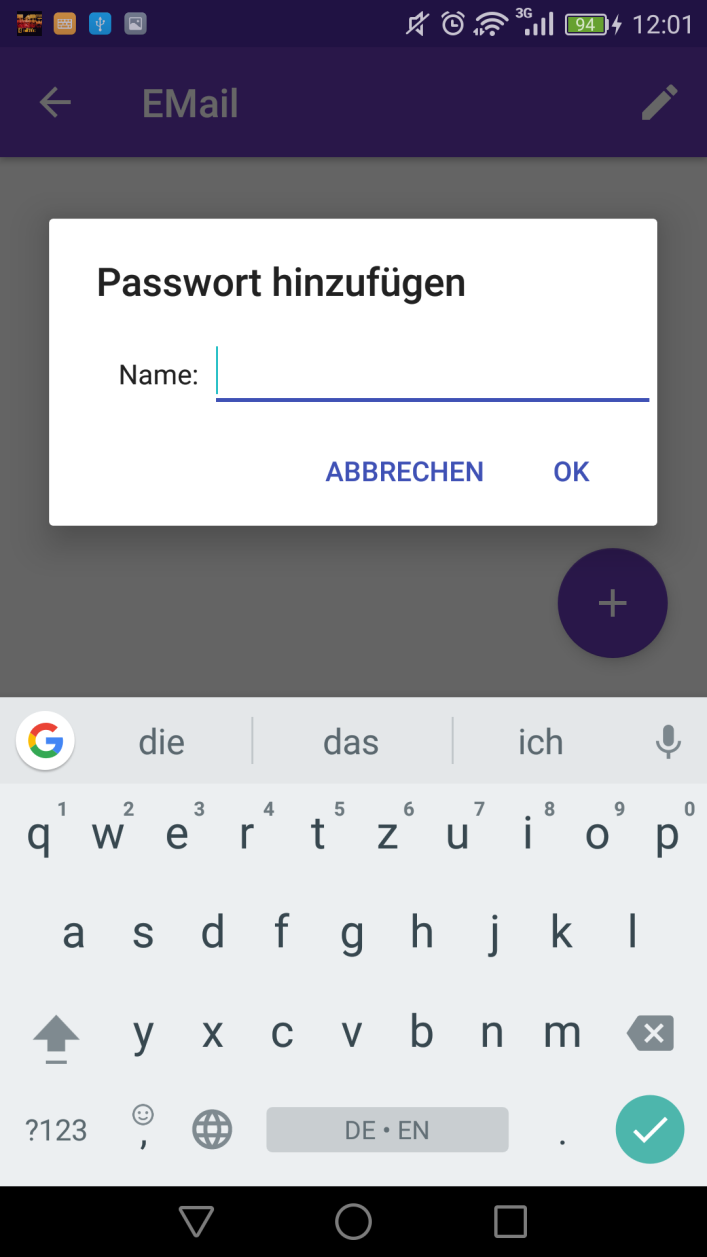 3G 94 12:01
EMail
Passwort hinzufügen
Name:
ABBRECHEN OK
die das ich
1 2 3 4 5 6 7 8 9 0
q w e r t z u i o p
a s d f g h j k l
y x c v b n m
?123 , DE • EN .